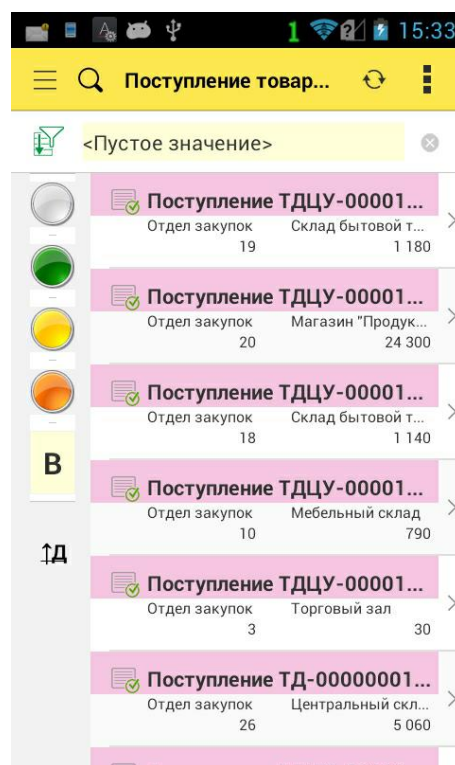 1 15:33
Поступление товар...
<Пустое значение>
Поступление ТДЦУ-00001...
Отдел закупок Склад бытовой т...
19 1 180
Поступление ТДЦУ-00001...
Отдел закупок Магазин "Продук...
20 24 300
Поступление ТДЦУ-00001...
Отдел закупок Склад бытовой т...
18 1 140
В
Поступление ТДЦУ-00001...
Отдел закупок Мебельный склад
10 790
Д
Поступление ТДЦУ-00001...
Отдел закупок Торговый зал
3 30
Поступление ТД-00000001...
Отдел закупок Центральный скл...
26 5 060